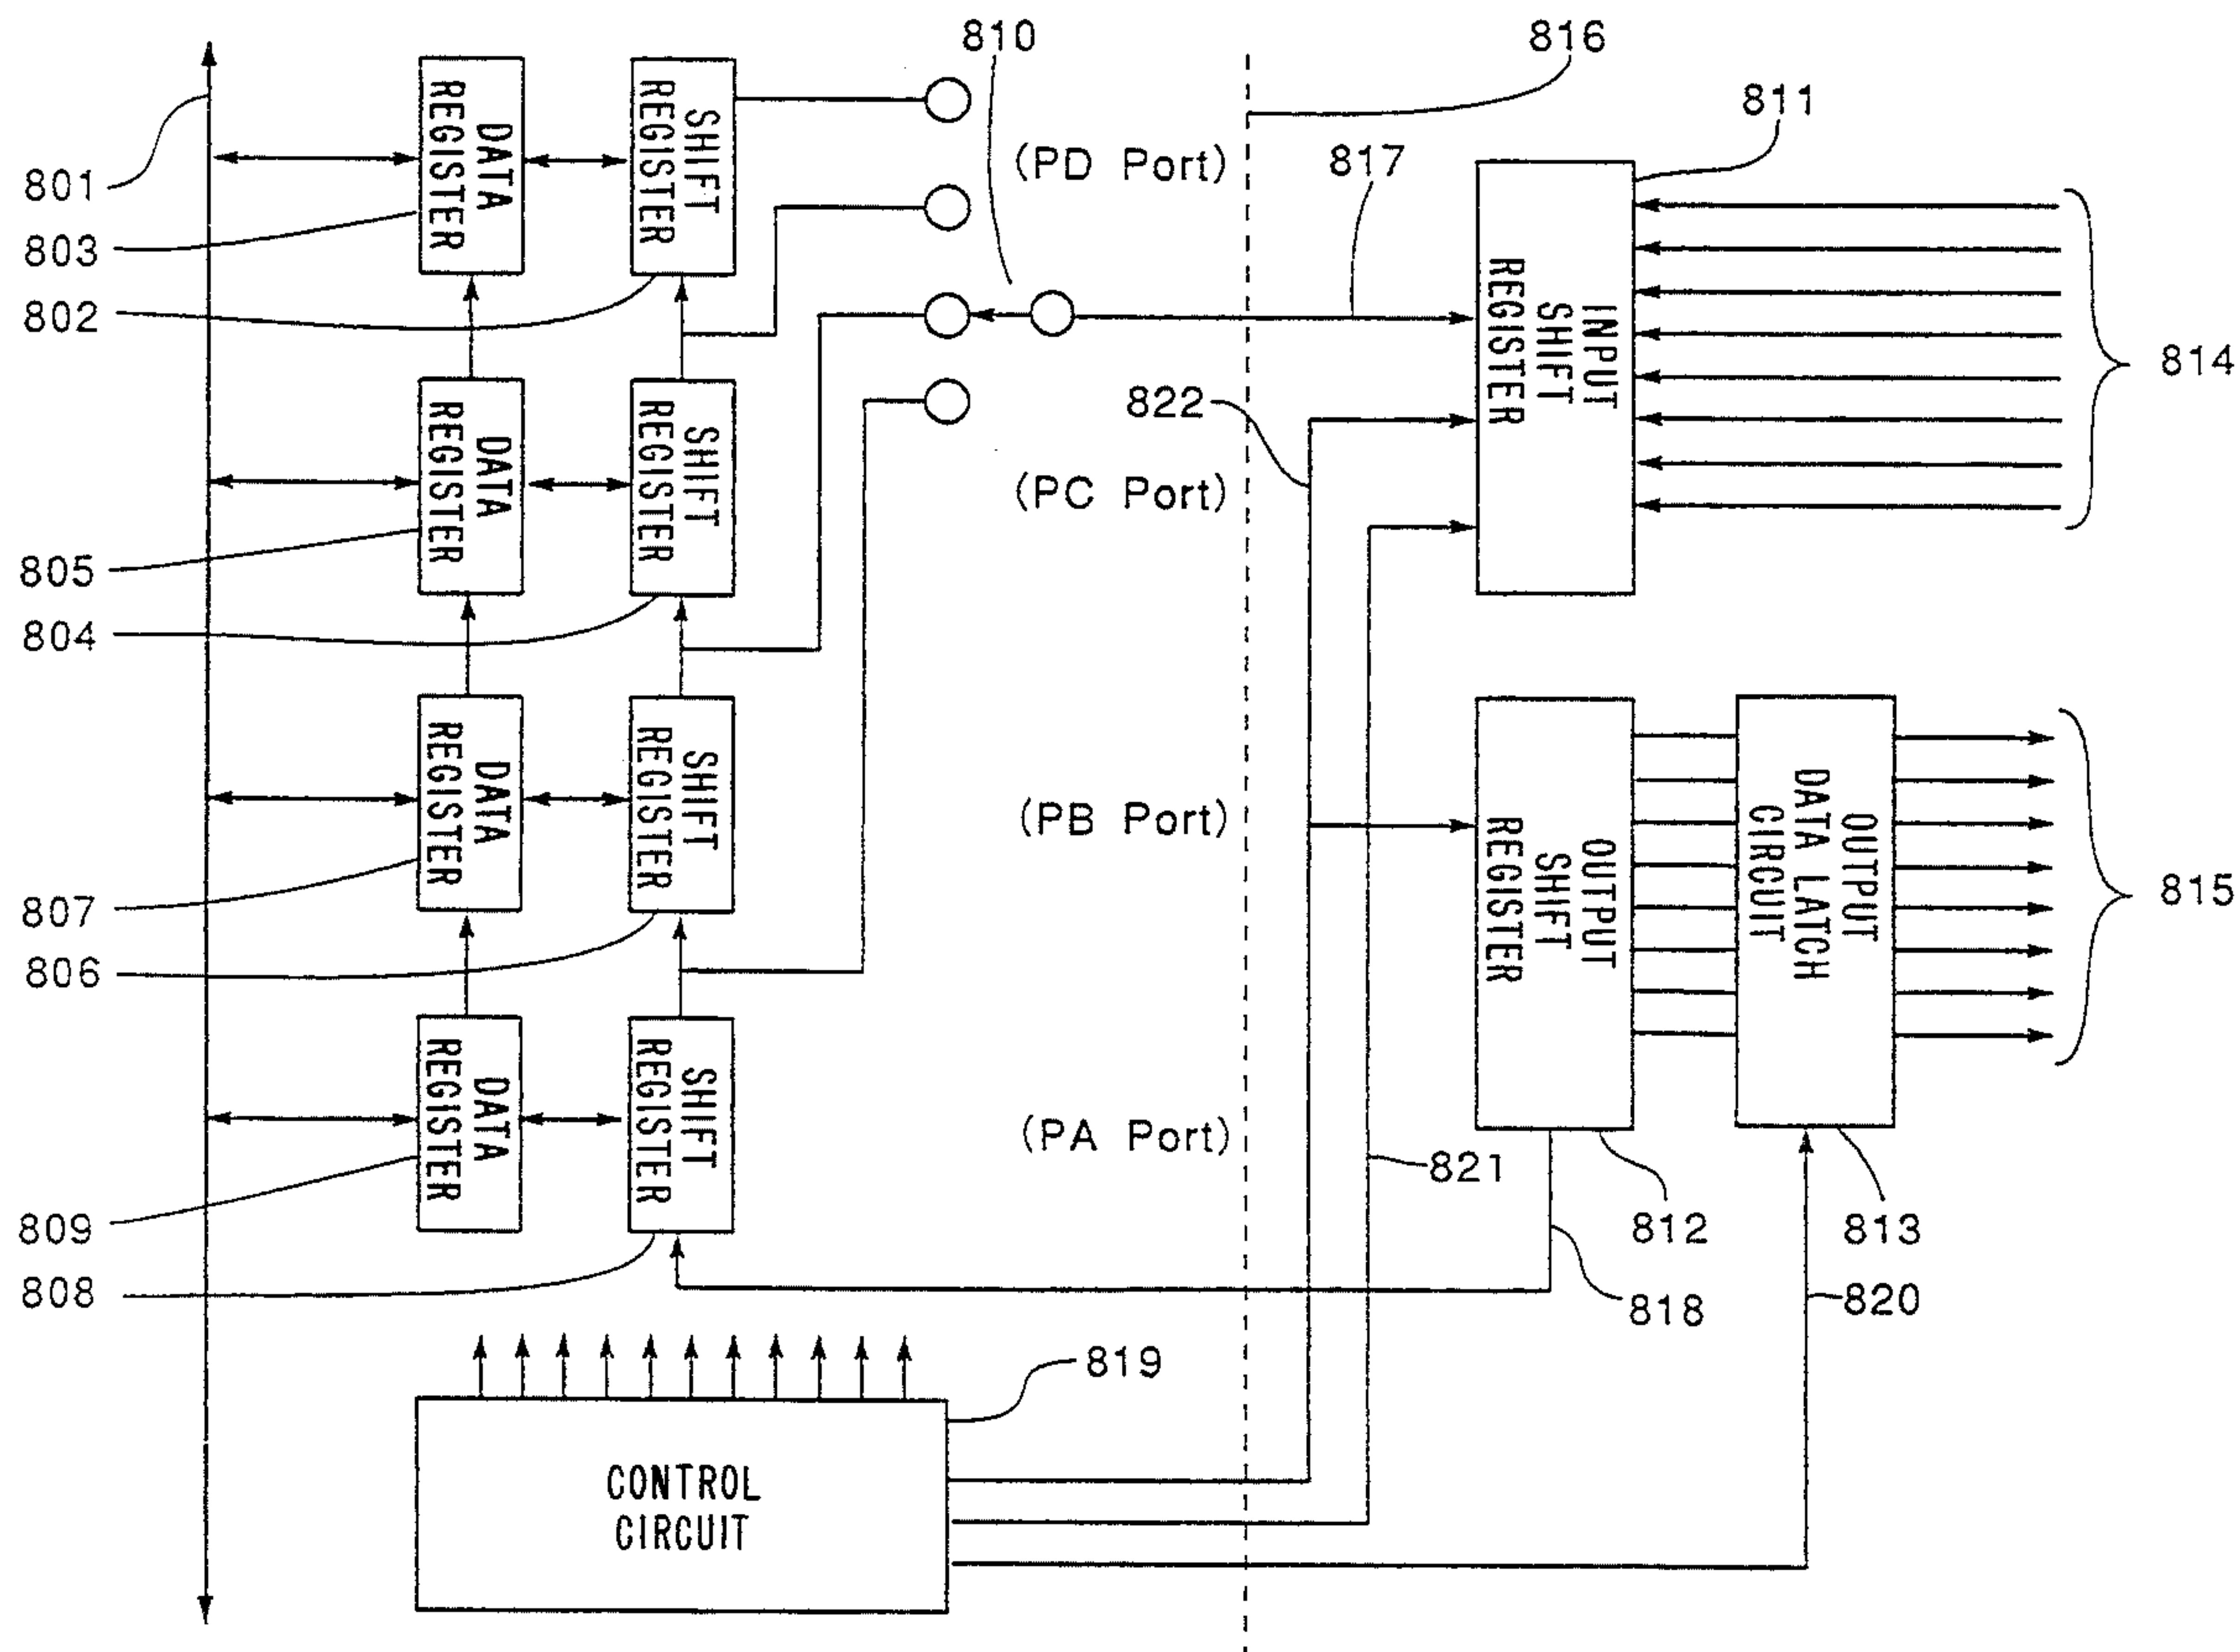 810
816
811
DATA
REGISTER
SHIFT
REGISTER
(PD Port)
817
801
803
802
INPUT
SHIFT
REGISTER
814
822
DATA
REGISTER
SHIFT
REGISTER
(PC Port)
805
804
DATA
REGISTER
SHIFT
REGISTER
(PB Port)
OUTPUT
SHIFT
REGISTER
OUTPUT
DATA LATCH
CIRCUIT
815
807
806
DATA
REGISTER
SHIFT
REGISTER
(PA Port)
821
809
812
813
808
818
820
819
CONTROL
CIRCUIT